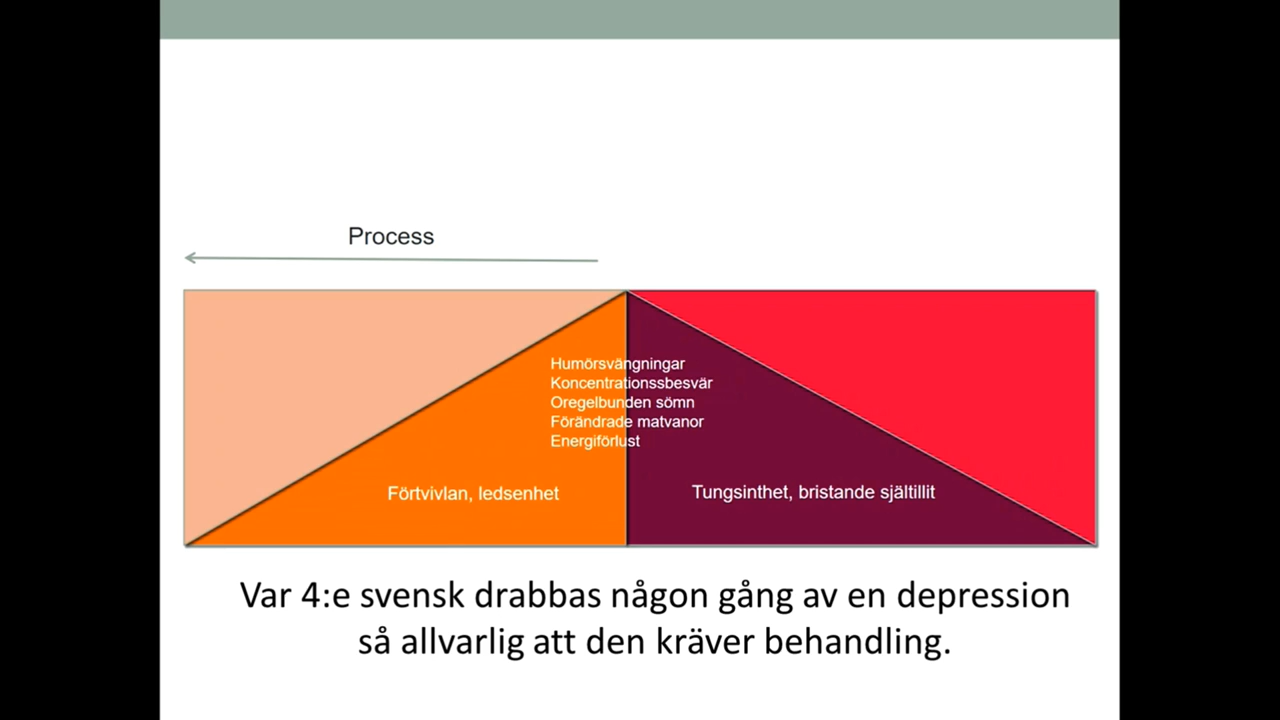 Process
Humörsvängningar
Koncentrationssbesvär
Oregelbunden sömn
Förändrade matvanor
Energiförlust
Förtvivlan, ledsenhet
Tungsinthet, bristande själtillit
Var 4:e svensk drabbas någon gång av en depression
så allvarlig att den kräver behandling.